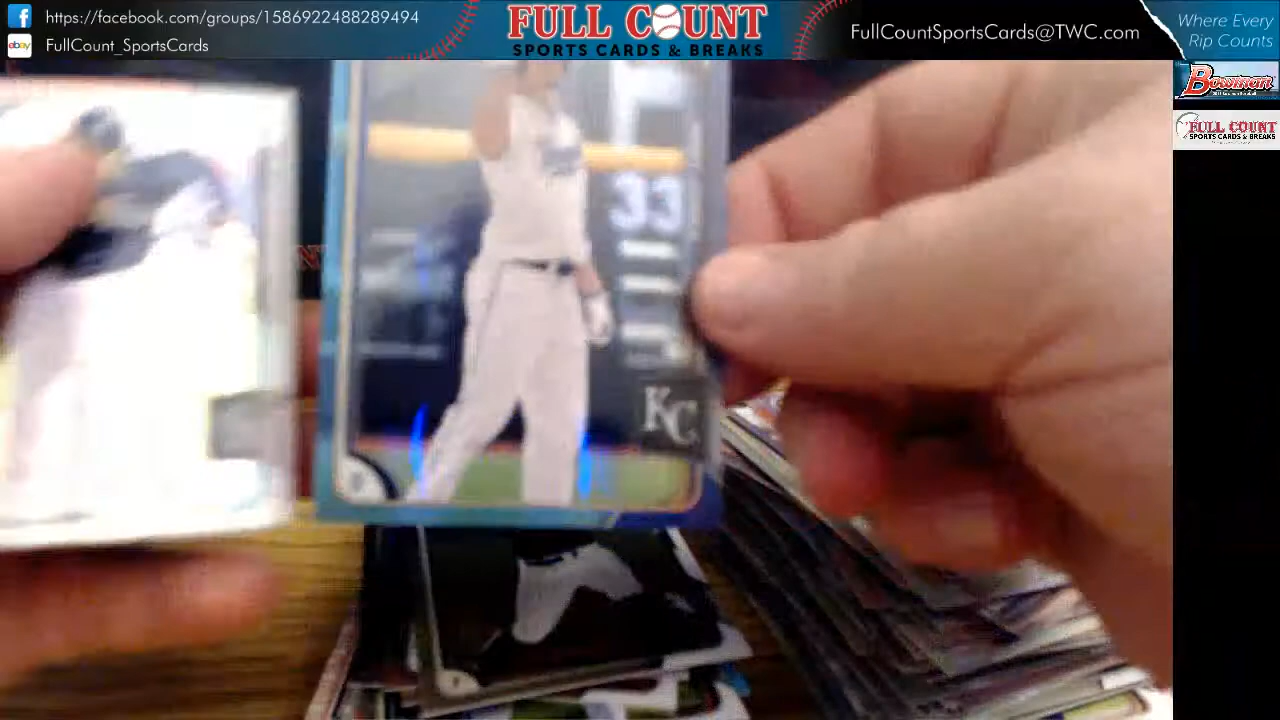 https://facebook.com/groups/1586922488289494
ebay
FullCount_SportsCards
FULL COUNT
SPORTS CARDS & BREAKS
FullCountSportsCards@TWC.com
Where Every
Rip Counts
Bowman
FULL COUNT
SPORTS CARDS & BREAKS
33
KC